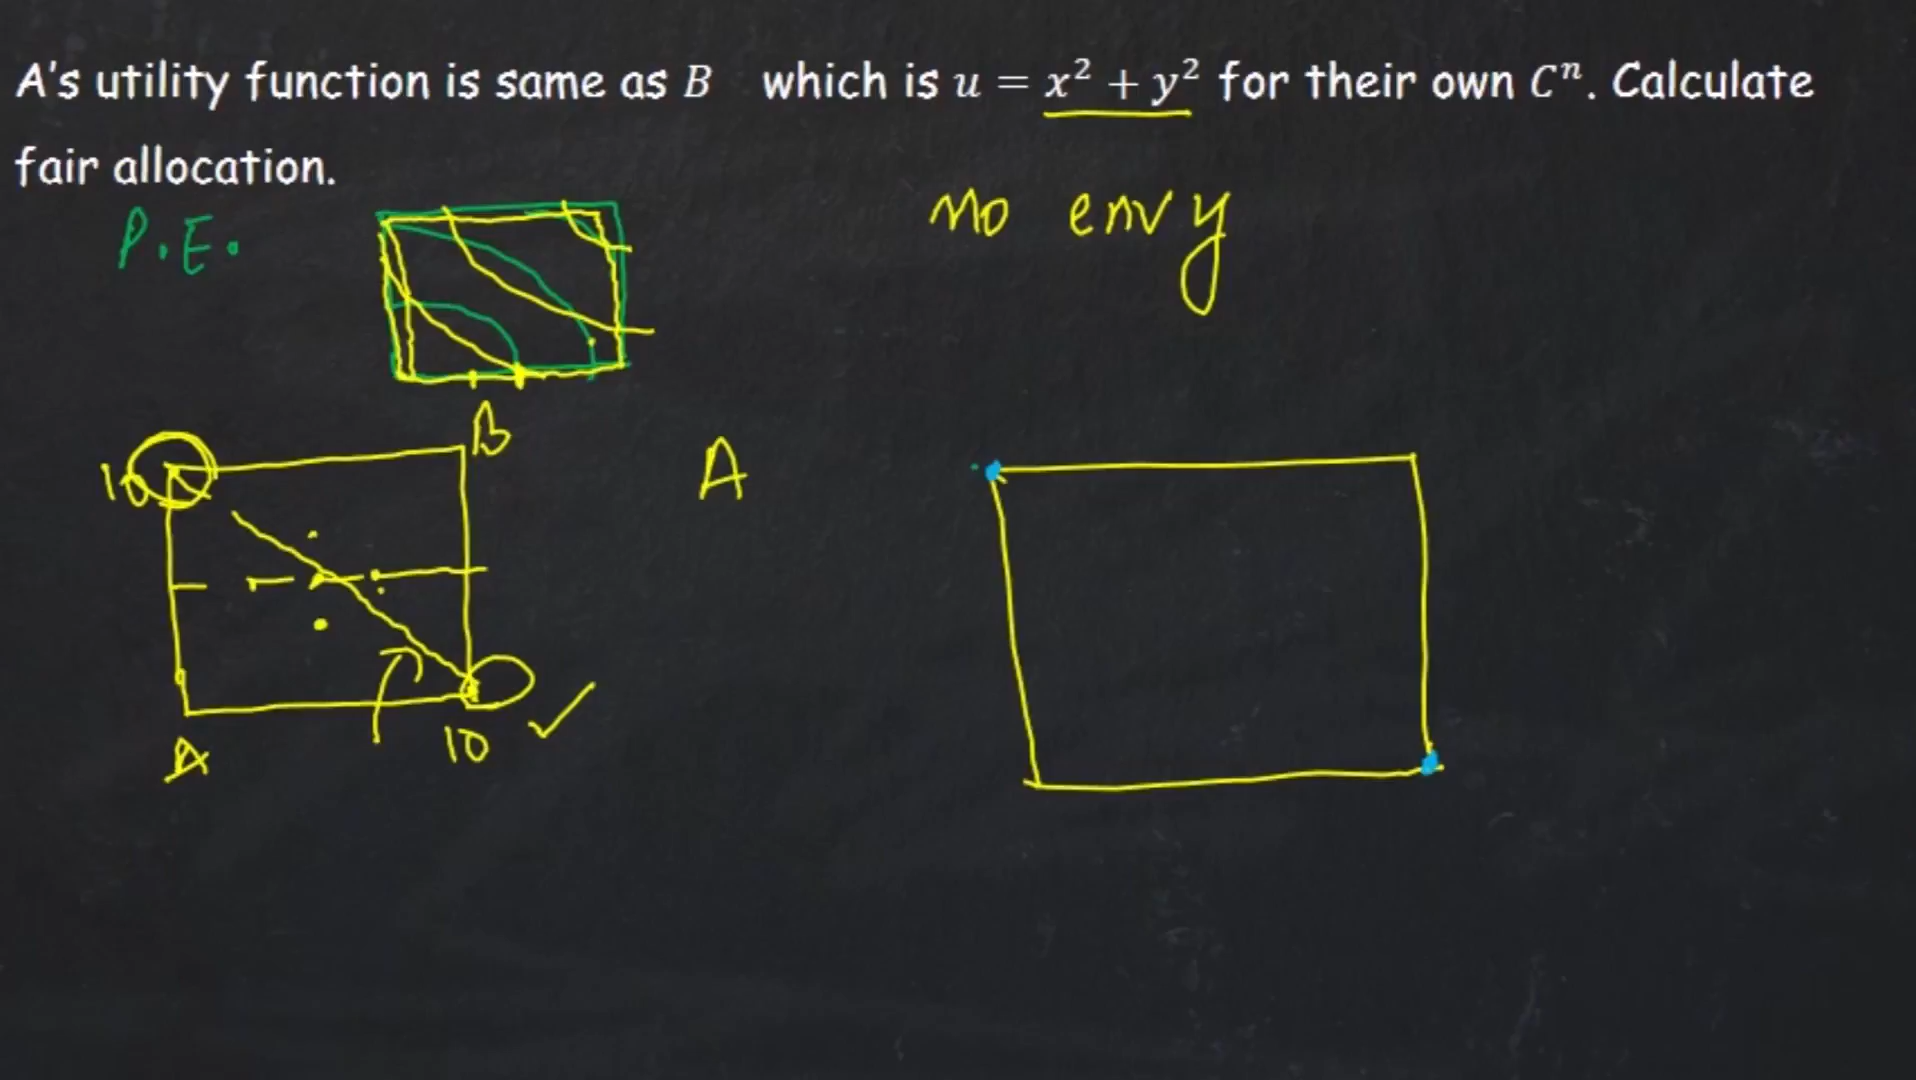 A's utility function is same as B which is u = x² + y² for their own Cⁿ. Calculate
fair allocation.
P.E.
no envy
B
10
A
A
10